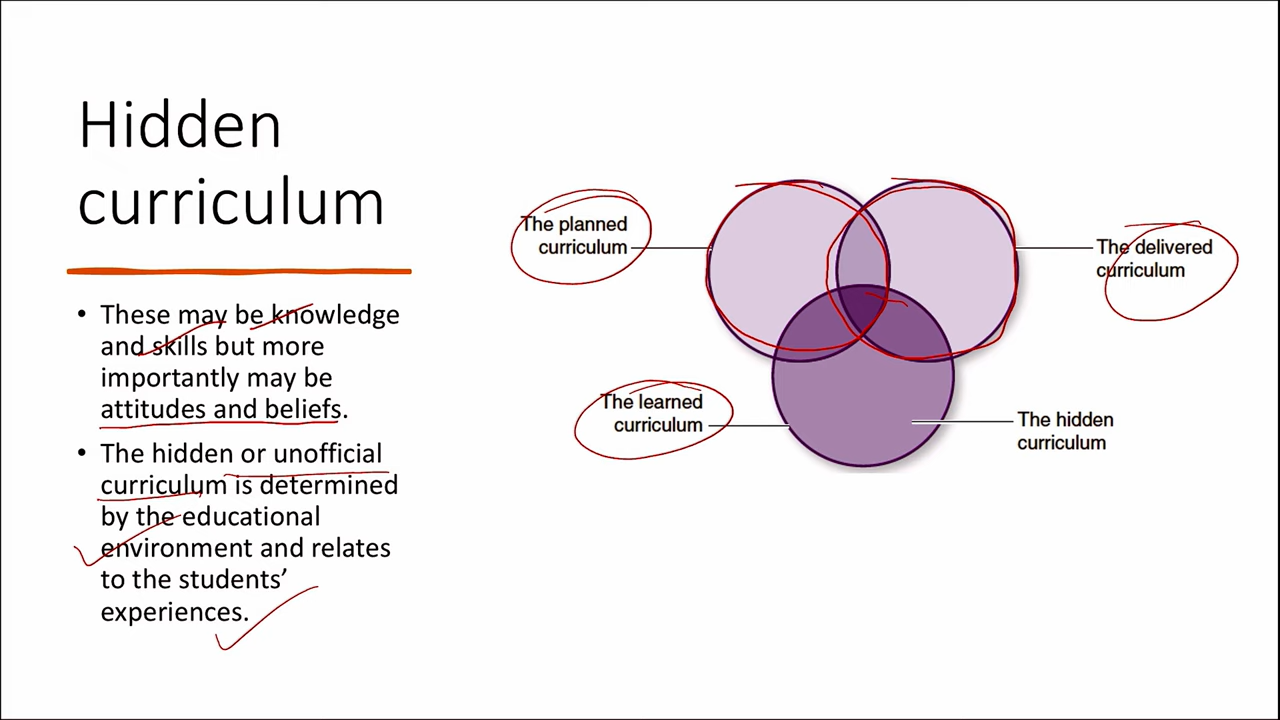 Hidden
curriculum
• These may be knowledge
and skills but more
importantly may be
attitudes and beliefs.
• The hidden or unofficial
curriculum is determined
by the educational
environment and relates
to the students’
experiences.
The planned
curriculum
The delivered
curriculum
The learned
curriculum
The hidden
curriculum